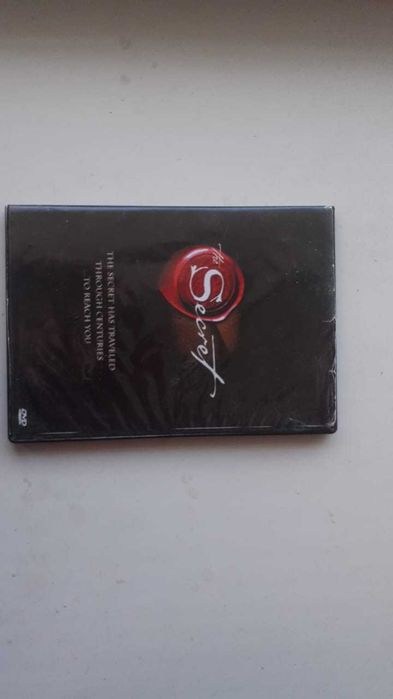 The
Secret
THE SECRET HAS TRAVELED
THROUGH CENTURIES
TO REACH YOU
DVD